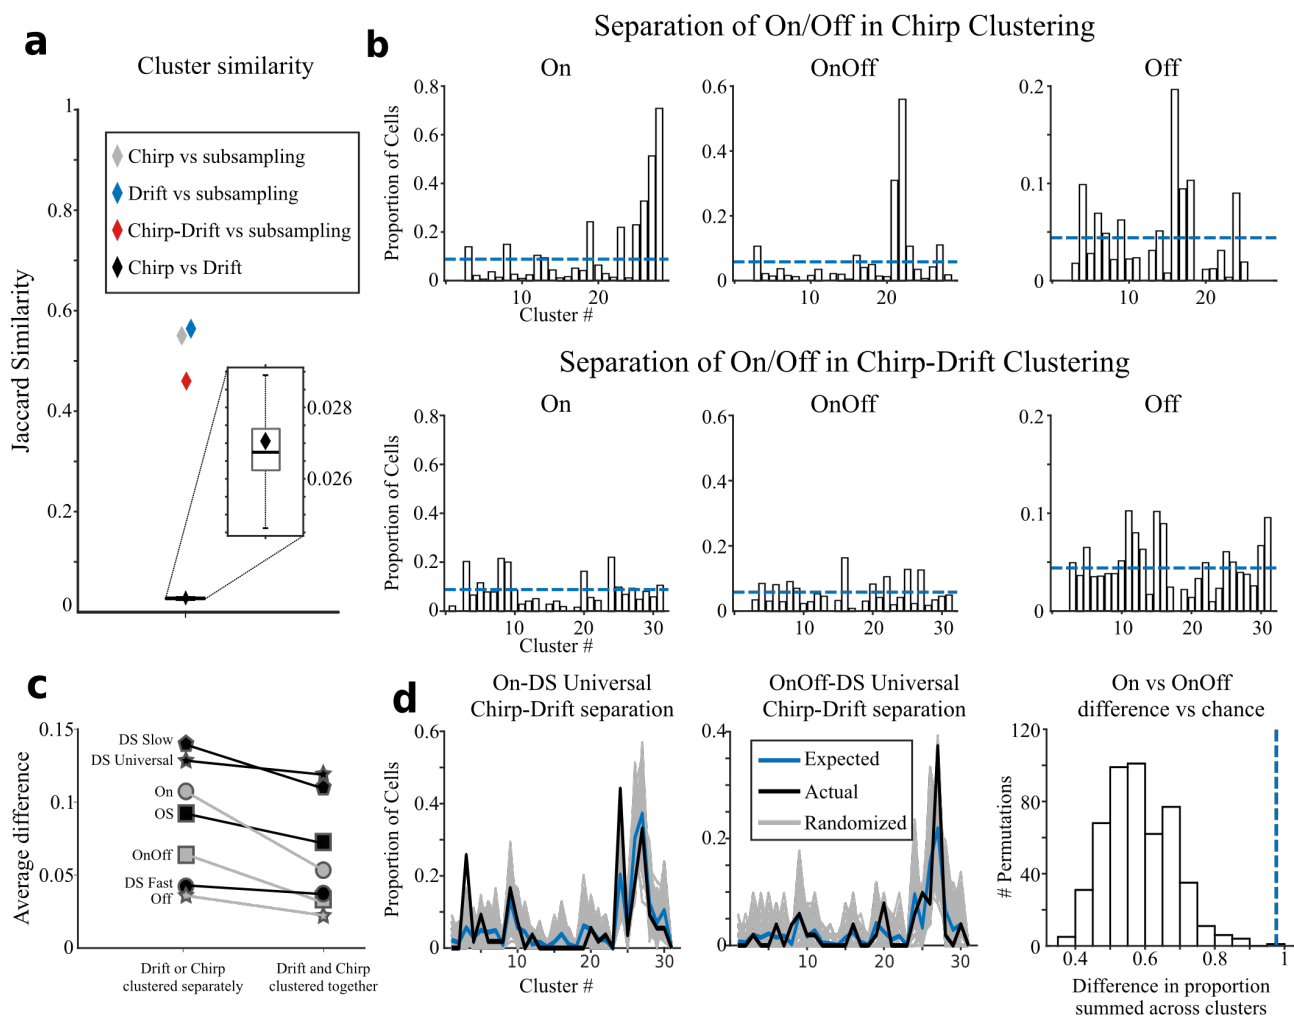 a
Cluster similarity
Jaccard Similarity
1
0.8
0.6
0.4
0.2
0
Chirp vs subsampling
Drift vs subsampling
Chirp-Drift vs subsampling
Chirp vs Drift
0.028
0.026
b
Separation of On/Off in Chirp Clustering
On
Proportion of Cells
0.8
0.6
0.4
0.2
0
10
20
Cluster #
OnOff
0.6
0.4
0.2
0
10
20
Off
0.2
0.1
0
10
20
Separation of On/Off in Chirp-Drift Clustering
On
Proportion of Cells
0.8
0.6
0.4
0.2
0
10
20
30
Cluster #
OnOff
0.6
0.4
0.2
0
10
20
30
Off
0.2
0.1
0
10
20
30
c
Average difference
0.15
0.1
0.05
0
DS Slow
DS Universal
On
OS
OnOff
DS Fast
Off
Drift or Chirp
clustered separately
Drift and Chirp
clustered together
d
On-DS Universal
Chirp-Drift separation
Proportion of Cells
0.6
0.4
0.2
0
10
20
30
Cluster #
OnOff-DS Universal
Chirp-Drift separation
0.4
0.2
0
10
20
30
Expected
Actual
Randomized
On vs OnOff
difference vs chance
# Permutations
120
80
40
0
0.4
0.6
0.8
1
Difference in proportion
summed across clusters